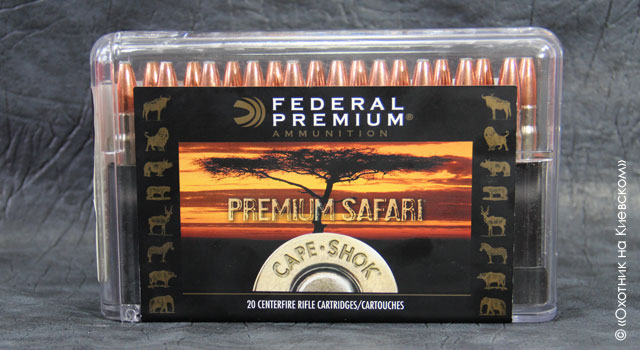 FEDERAL
PREMIUM®
AMMUNITION
PREMIUM SAFARI
CAPE•SHOK®
20 CENTERFIRE RIFLE CARTRIDGES/CARTOUCHES
© «Охотник на Киевском»